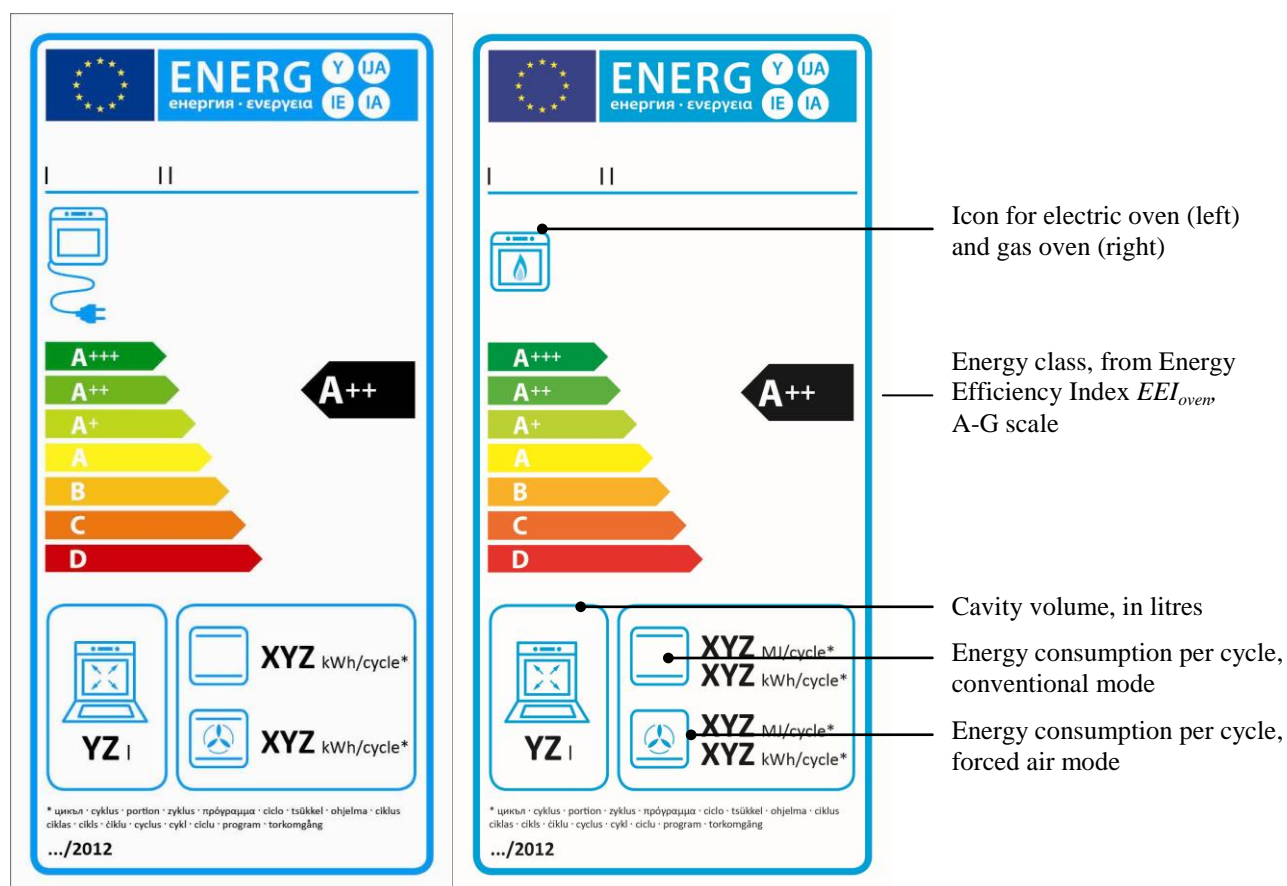 ENERG Y IJA
енергия · ενεργεια IE IA
I II
A+++
A++
A+
A
B
C
D
A++
YZ l
XYZ kWh/cycle*
XYZ kWh/cycle*
* цикъл · cyklus · portion · zyklus · πρόγραμμα · ciclo · tsükkel · ohjelma · ciklus
ciklas · cikls · ċiklu · cyclus · cykl · ciclu · program · torkomgång
.../2012
ENERG Y IJA
енергия · ενεργεια IE IA
I II
A+++
A++
A+
A
B
C
D
A++
YZ l
XYZ MJ/cycle*
XYZ kWh/cycle*
XYZ MJ/cycle*
XYZ kWh/cycle*
* цикъл · cyklus · portion · zyklus · πρόγραμμα · ciclo · tsükkel · ohjelma · ciklus
ciklas · cikls · ċiklu · cyclus · cykl · ciclu · program · torkomgång
.../2012
Icon for electric oven (left)
and gas oven (right)
Energy class, from Energy
Efficiency Index EEIoven,
A-G scale
Cavity volume, in litres
Energy consumption per cycle,
conventional mode
Energy consumption per cycle,
forced air mode